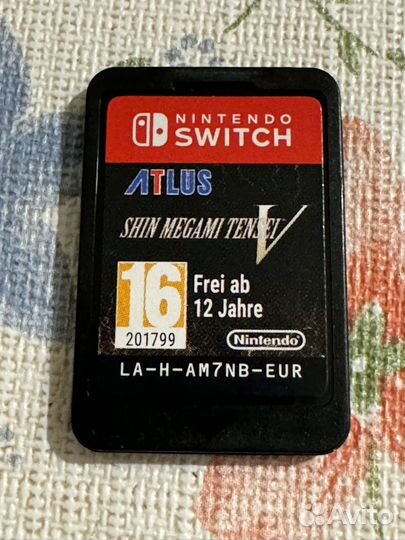 NINTENDO
SWITCH
ATLUS
SHIN MEGAMI TENSEI V
16
201799
Frei ab
12 Jahre
Nintendo
LA-H-AM7NB-EUR
Avito